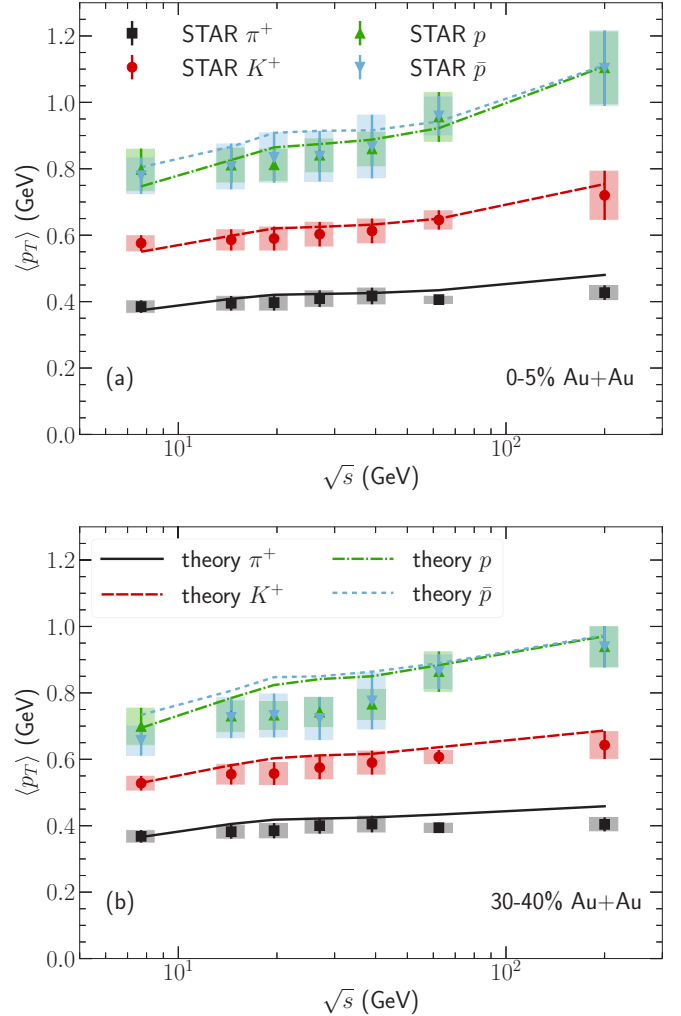 STAR π⁺ STAR p
STAR K⁺ STAR p̄
1.2
1.0
0.8
0.6
0.4
0.2
0.0
⟨p_T⟩ (GeV)
(a) 0-5% Au+Au
10¹ 10²
√s (GeV)
theory π⁺ theory p
theory K⁺ theory p̄
1.2
1.0
0.8
0.6
0.4
0.2
0.0
⟨p_T⟩ (GeV)
(b) 30-40% Au+Au
10¹ 10²
√s (GeV)